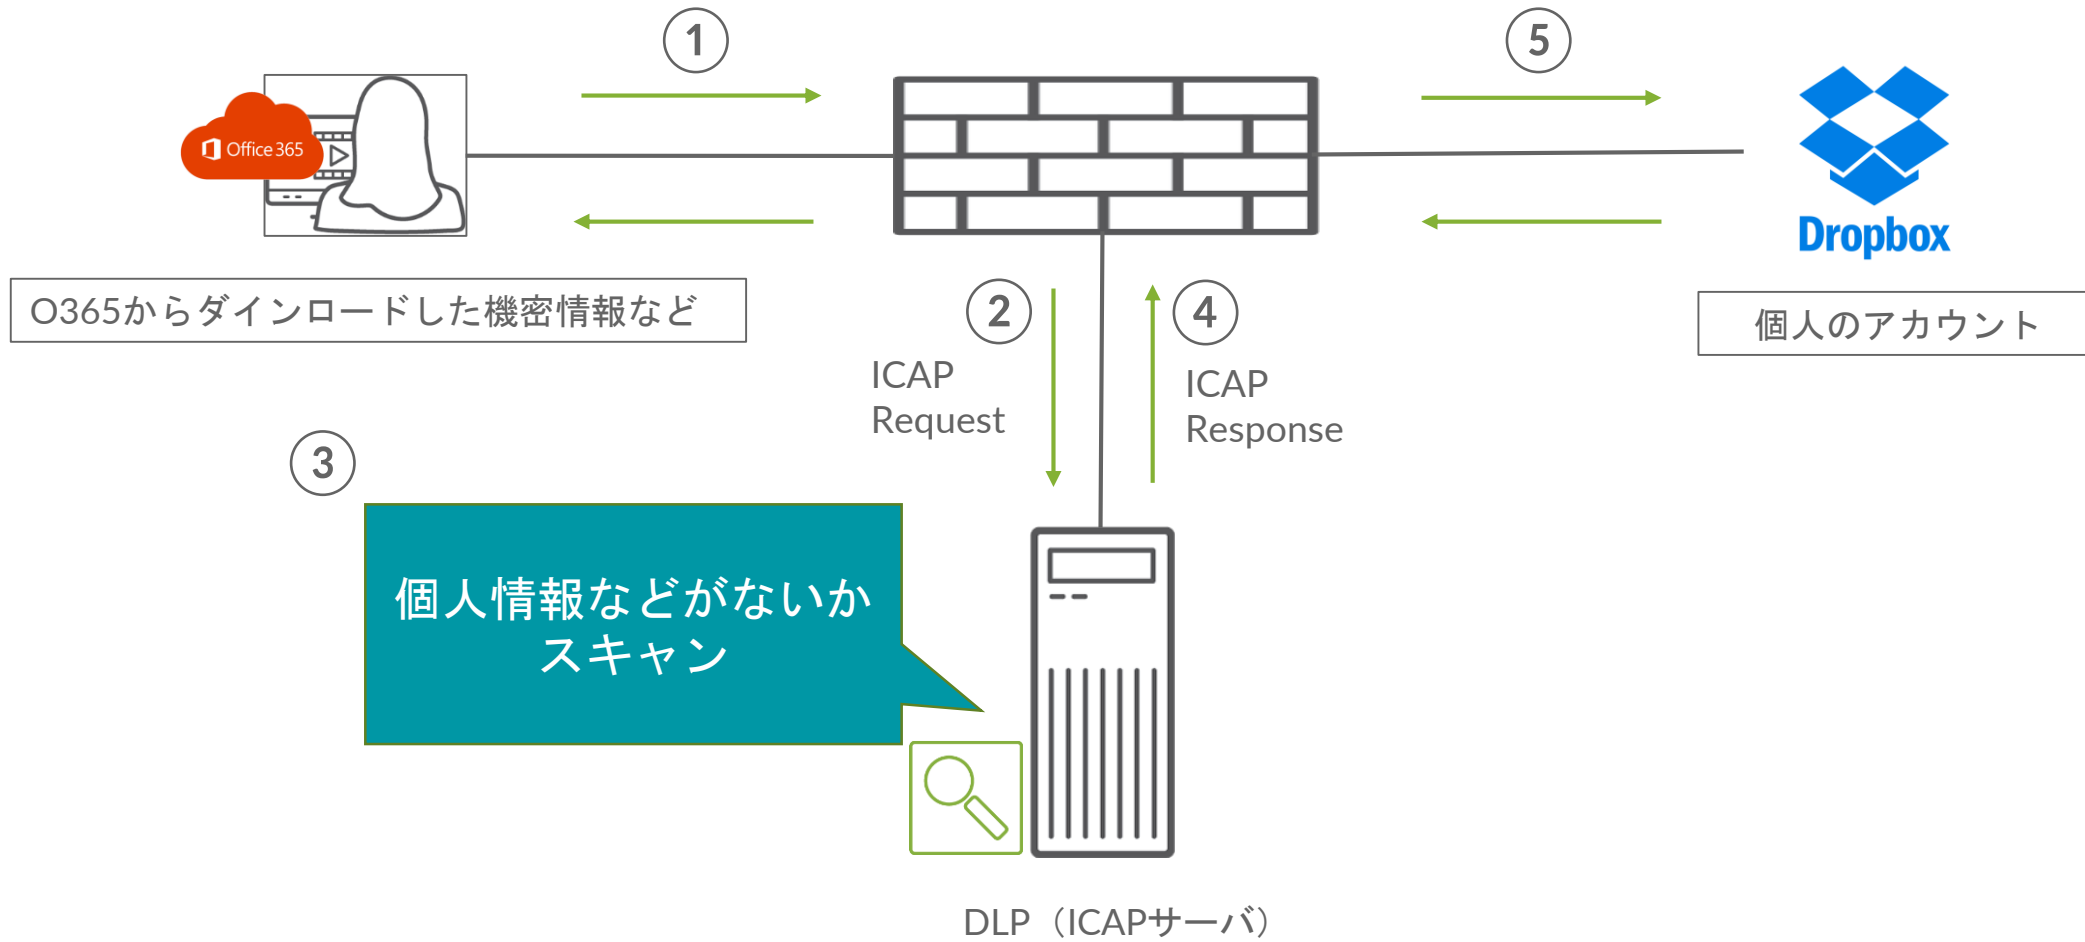 ①
⑤
Office 365
Dropbox
O365からダインロードした機密情報など
個人のアカウント
②
④
ICAP
Request
ICAP
Response
③
個人情報などがないか
スキャン
DLP（ICAPサーバ）